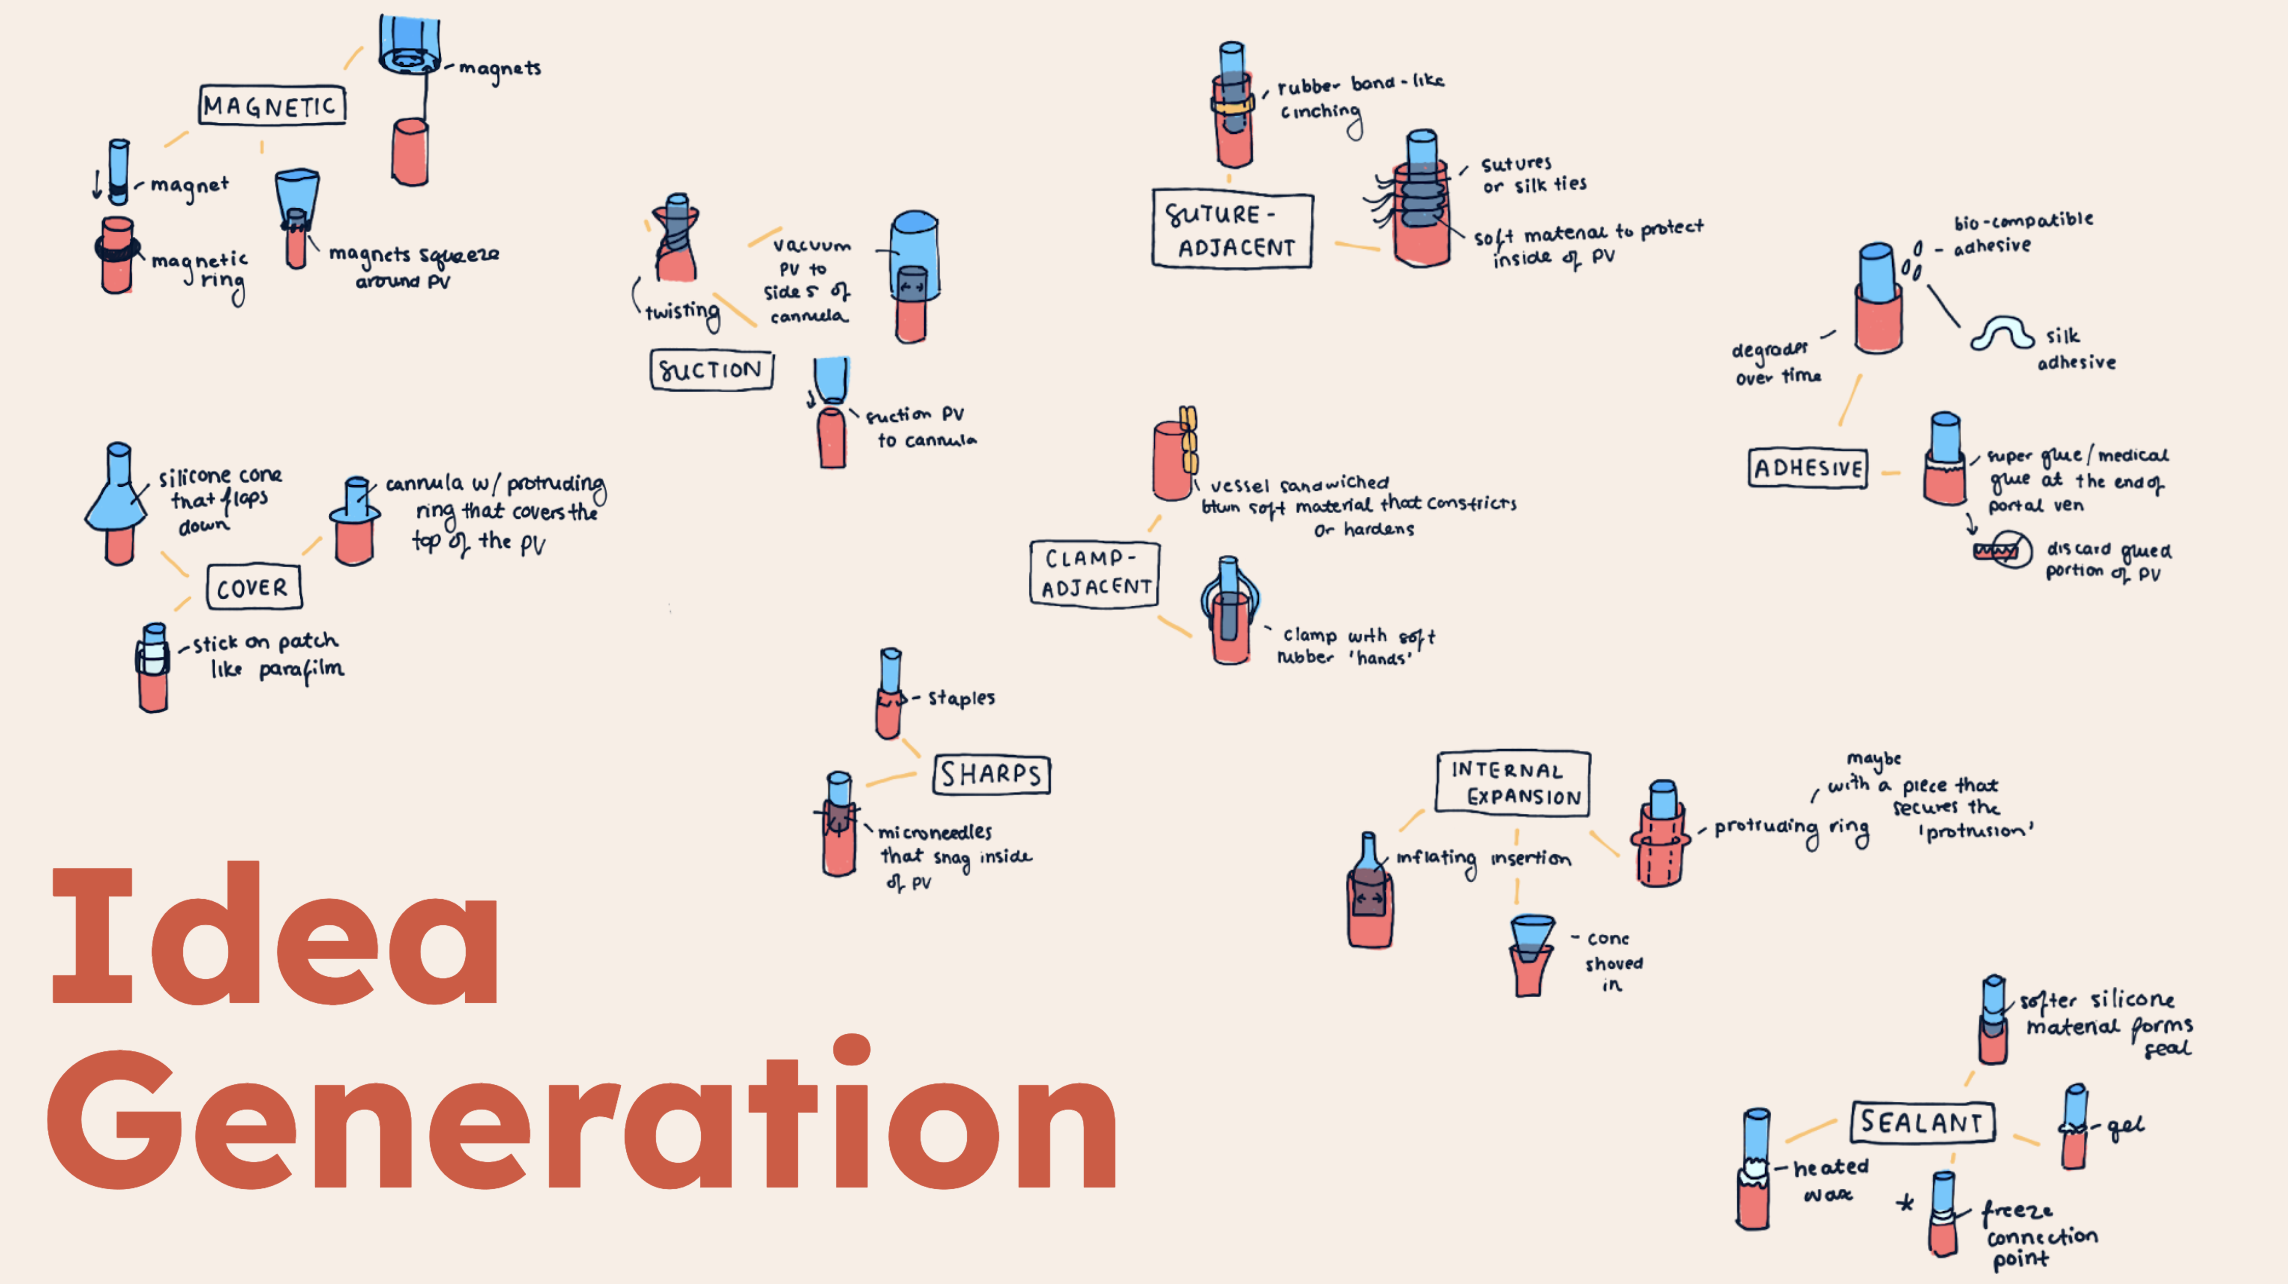 MAGNETIC
magnets
magnet
magnetic
ring
magnets squeeze
around PV
SUCTION
twisting
vacuum
PV to
sides of
cannula
suction PV
to cannula
SUTURE-
ADJACENT
rubber band-like
cinching
sutures
or silk ties
soft material to protect
inside of PV
ADHESIVE
bio-compatible
adhesive
silk
adhesive
degrades
over time
super glue/medical
glue at the end of
portal ven
discard glued
portion of PV
COVER
silicone cone
that flaps
down
cannula w/ protruding
ring that covers the
top of the PV
stick on patch
like parafilm
CLAMP-
ADJACENT
vessel sandwiched
btwn soft material that constricts
or hardens
clamp with soft
rubber 'hands'
SHARPS
staples
microneedles
that snag inside
of PV
INTERNAL
EXPANSION
inflating insertion
cone
shoved
in
protruding ring
maybe
with a piece that
secures the
'protrusion'
SEALANT
softer silicone
material forms
seal
gel
heated
wax
*
freeze
connection
point
Idea
Generation